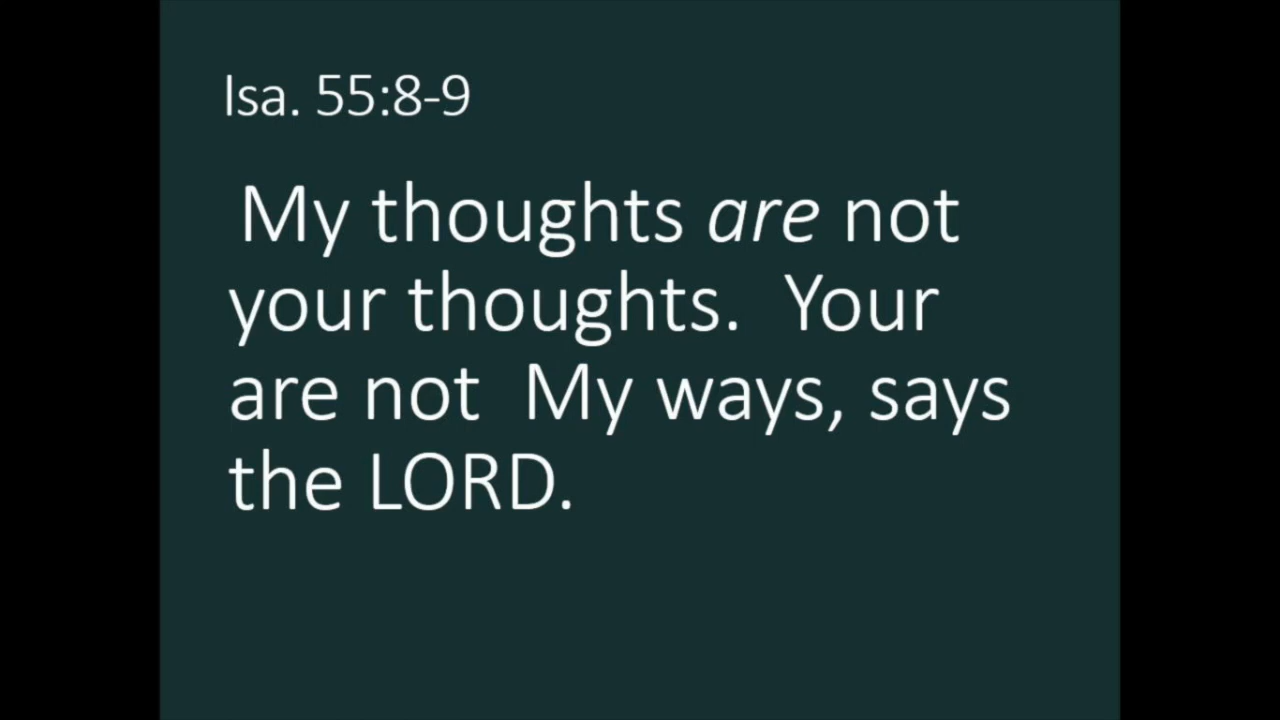 Isa. 55:8-9
My thoughts are not
your thoughts. Your
are not My ways, says
the LORD.